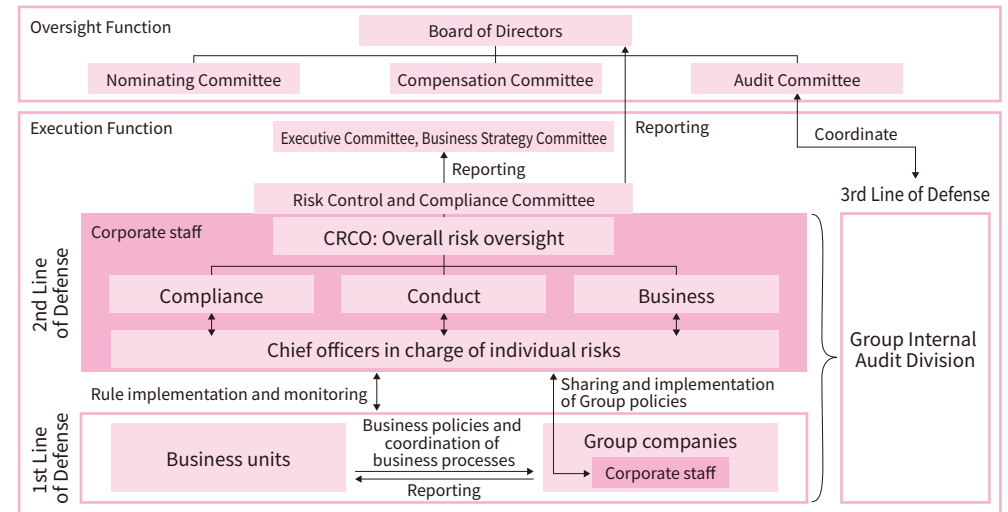 Oversight Function
Board of Directors
Nominating Committee
Compensation Committee
Audit Committee
Execution Function
Executive Committee, Business Strategy Committee
Reporting
Reporting
Coordinate
3rd Line of Defense
Risk Control and Compliance Committee
Corporate staff
CRCO: Overall risk oversight
2nd Line
of Defense
Compliance
Conduct
Business
Chief officers in charge of individual risks
Group Internal
Audit Division
Rule implementation and monitoring
Sharing and implementation
of Group policies
1st Line
of Defense
Business units
Business policies and
coordination of
business processes
Reporting
Group companies
Corporate staff